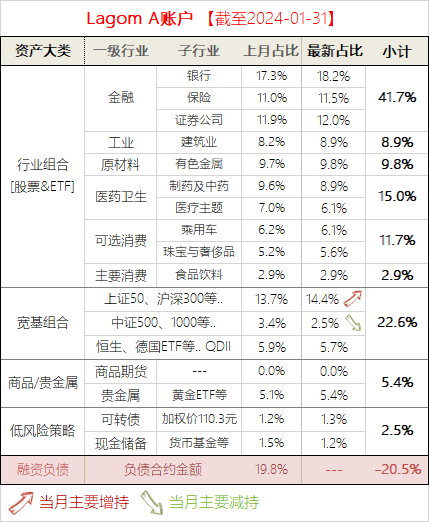 Lagom A账户 【截至2024-01-31】
资产大类 一级行业 子行业 上月占比 最新占比 小计
行业组合
[股票&ETF]
金融 银行 17.3% 18.2% 41.7%
保险 11.0% 11.5%
证券公司 11.9% 12.0%
工业 建筑业 8.2% 8.9% 8.9%
原材料 有色金属 9.7% 9.8% 9.8%
医药卫生 制药及中药 9.6% 8.9% 15.0%
医疗主题 7.0% 6.1%
可选消费 乘用车 6.2% 6.1% 11.7%
珠宝与奢侈品 5.2% 5.6%
主要消费 食品饮料 2.9% 2.9% 2.9%
宽基组合 上证50、沪深300等.. 13.7% 14.4% 22.6%
中证500、1000等.. 3.4% 2.5%
恒生、德国ETF等.. QDII 5.9% 5.7%
商品/贵金属 商品期货 --- 0.0% 0.0% 5.4%
贵金属 黄金ETF等 5.1% 5.4%
低风险策略 可转债 加权价110.3元 1.2% 1.3% 2.5%
现金储备 货币基金等 1.5% 1.2%
融资负债 负债合约金额 19.8% --- -20.5%
当月主要增持 当月主要减持